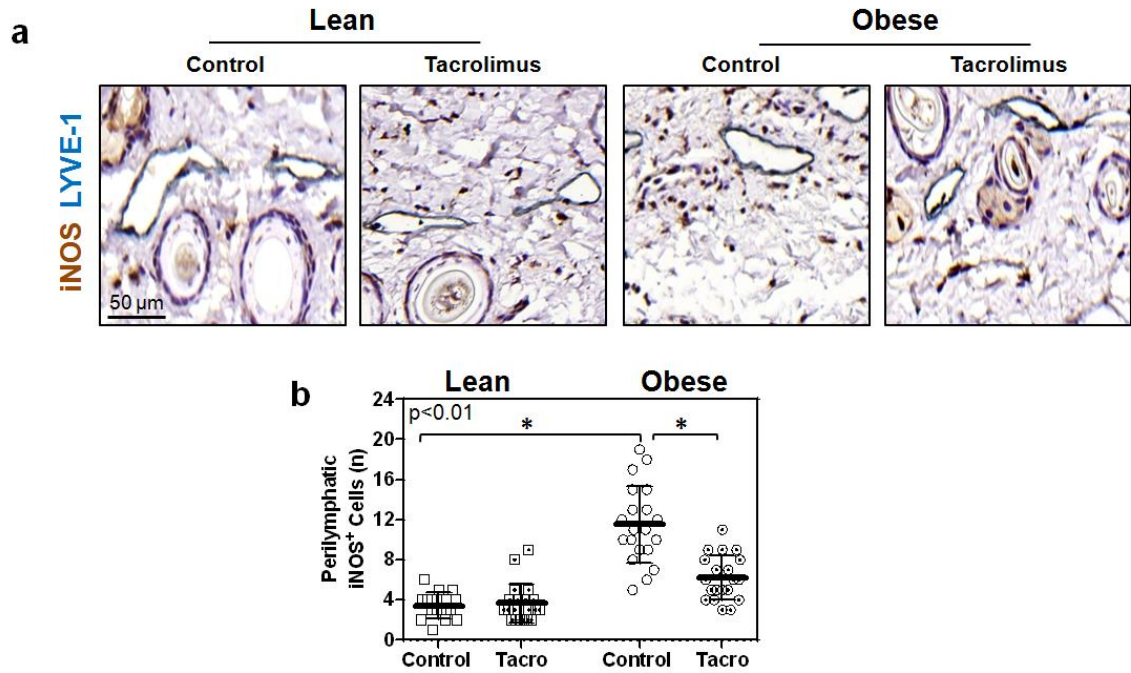 a
Lean
Obese
Control
Tacrolimus
Control
Tacrolimus
iNOS LYVE-1
50 µm
b
Lean
Obese
Perilymphatic
iNOS⁺ Cells (n)
24
20
16
12
8
4
0
p<0.01
*
*
Control
Tacro
Control
Tacro